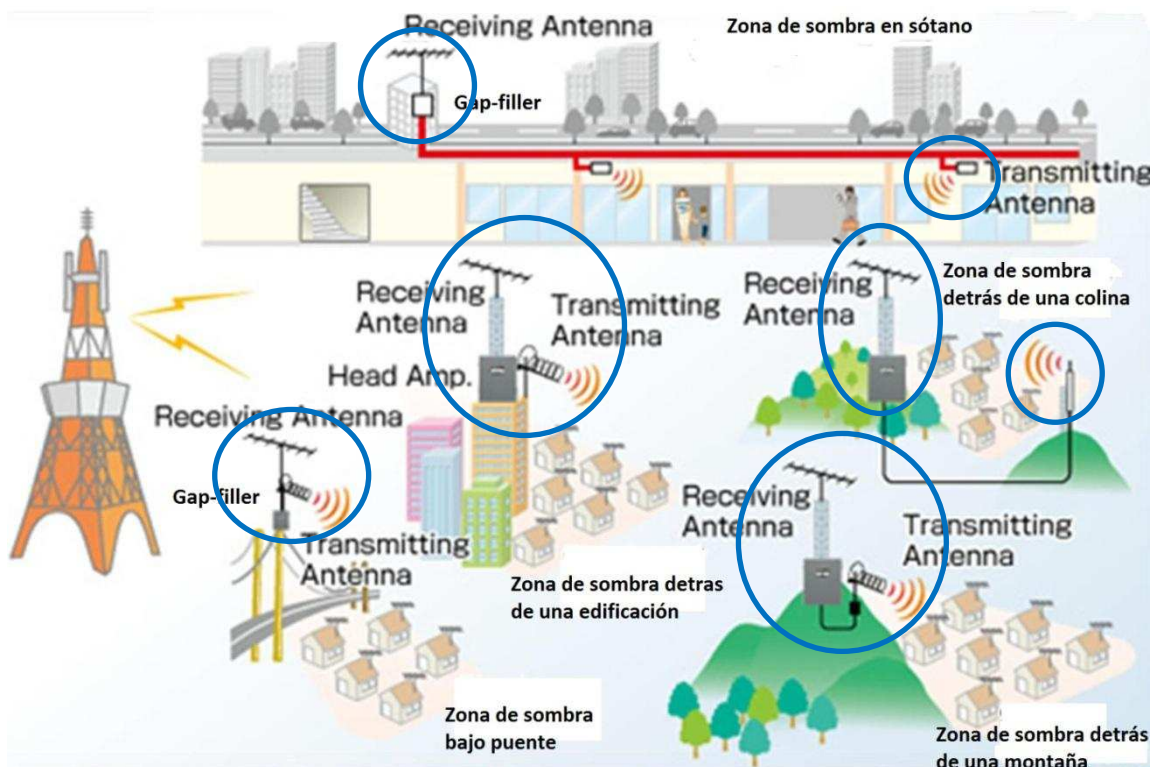 Receiving Antenna
Zona de sombra en sótano
Gap-filler
Transmitting
Antenna
Receiving
Antenna
Transmitting
Antenna
Head Amp.
Receiving
Antenna
Zona de sombra
detrás de una colina
Receiving Antenna
Gap-filler
Transmitting
Antenna
Zona de sombra
bajo puente
Zona de sombra detras
de una edificación
Receiving
Antenna
Transmitting
Antenna
Zona de sombra detrás
de una montaña